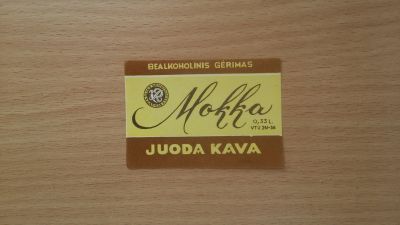 BEALKOHOLINIS GĖRIMAS
Mokka
0,33 L.
JUODA KAVA